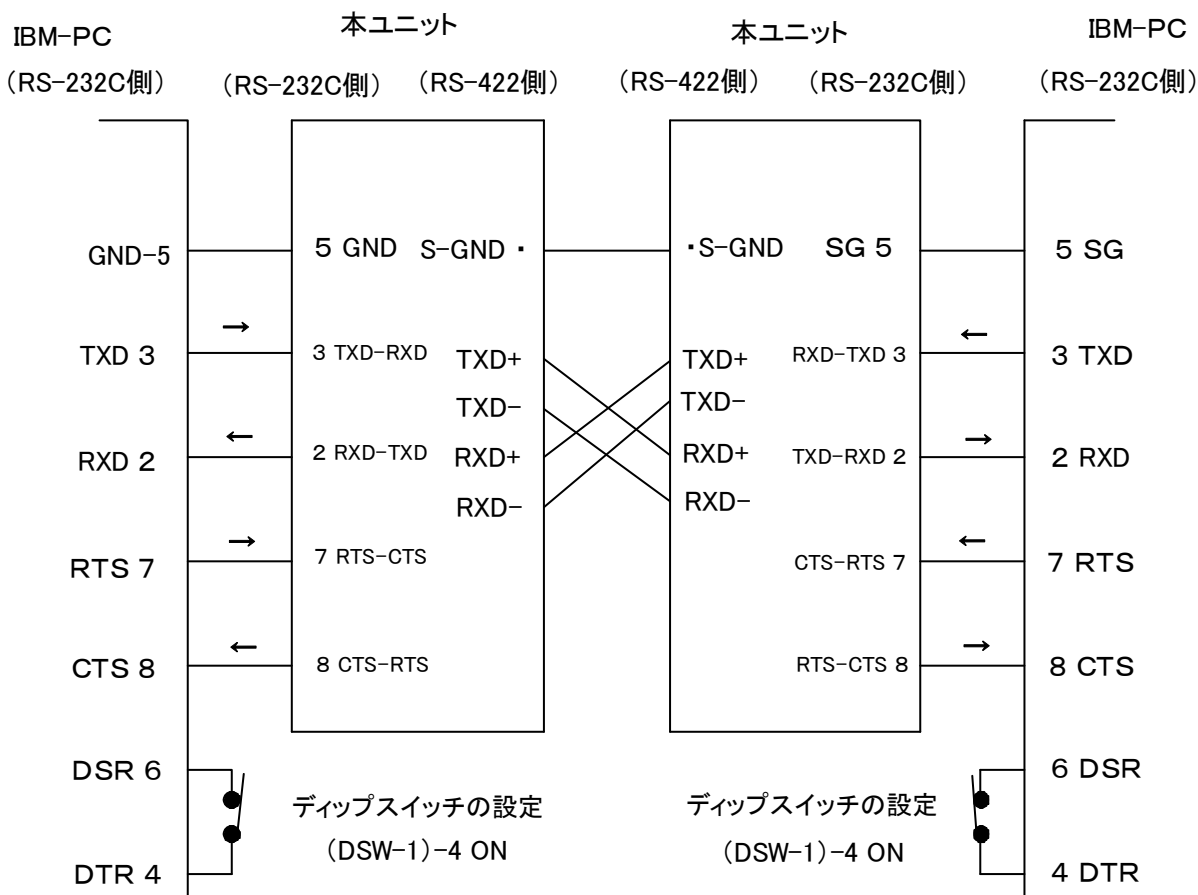 IBM-PC 本ユニット 本ユニット IBM-PC
(RS-232C側) (RS-232C側) (RS-422側) (RS-422側) (RS-232C側) (RS-232C側)
GND-5 5 GND S-GND・ ・S-GND SG 5 5 SG
→ ←
TXD 3 3 TXD-RXD TXD+ TXD+ RXD-TXD 3 3 TXD
TXD- TXD-
← →
RXD 2 2 RXD-TXD RXD+ RXD+ TXD-RXD 2 2 RXD
RXD- RXD-
→ ←
RTS 7 7 RTS-CTS CTS-RTS 7 7 RTS
← →
CTS 8 8 CTS-RTS RTS-CTS 8 8 CTS
DSR 6 6 DSR
ディップスイッチの設定 ディップスイッチの設定
(DSW-1)-4 ON (DSW-1)-4 ON
DTR 4 4 DTR